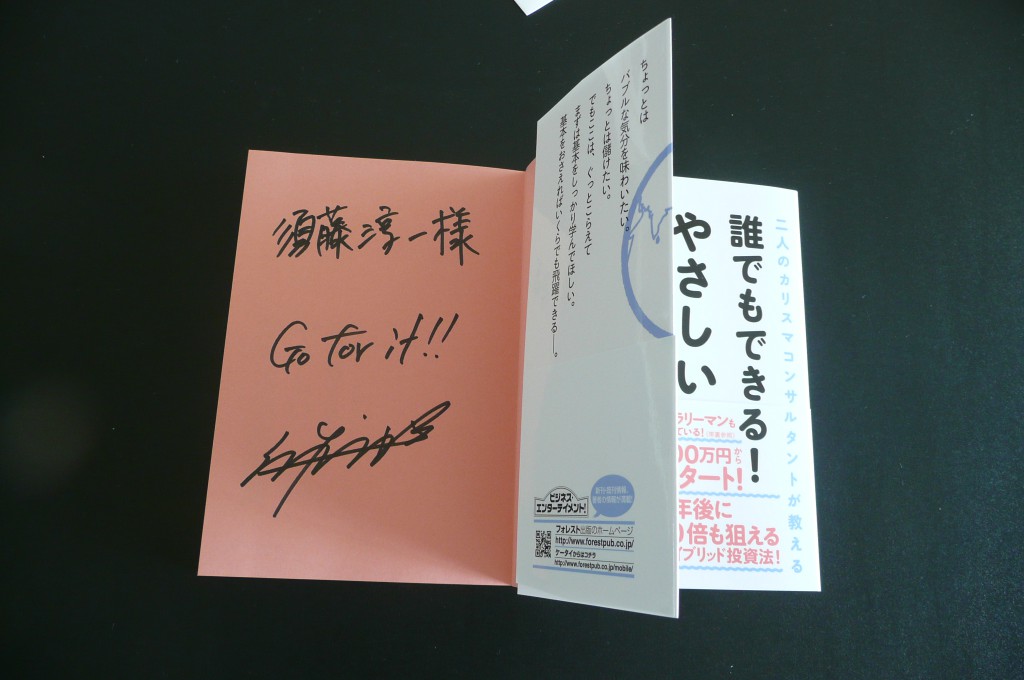 須藤淳一様
Go for it!!
ちょっとは
バブルな気分を味わいたい。
ちょっとは儲けたい。
でもここは、ぐっとこらえて
まずは基本をしっかり学んでほしい。
基本をおさえればいくらでも飛躍できる──。
ビジネス・
エンターテイメント!
新刊・既刊情報、
フォレスト出版のホームページ
http://www.forestpub.co.jp/
ケータイからはコチラ
http://www.forestpub.co.jp/mobile/
二人のカリスマコンサルタントが教える
誰でもできる!
やさしい
ラリーマンも
ている!
00万円から
タート!
年後に
0倍も狙える
イブリッド投資法!